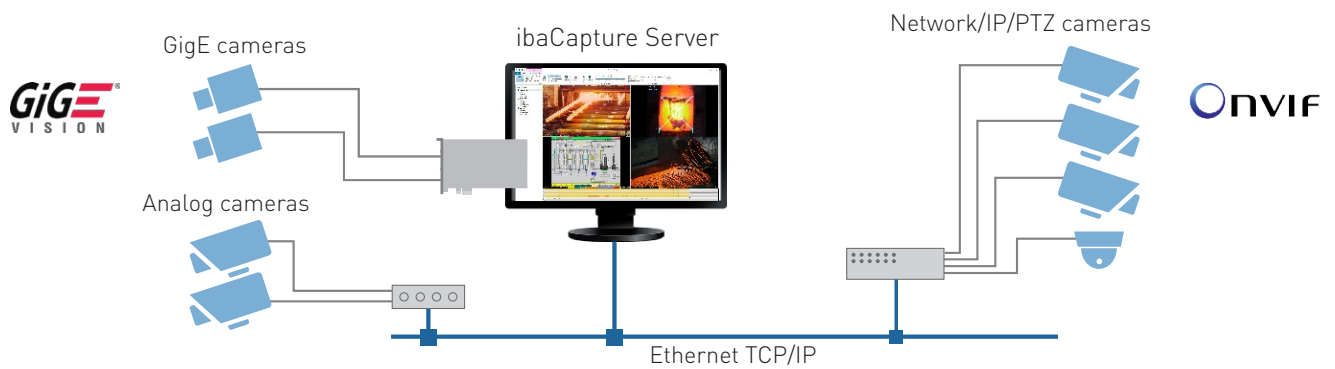 GigE cameras
ibaCapture Server
Network/IP/PTZ cameras
GiGE®
VISION
ONVIF
Analog cameras
Ethernet TCP/IP